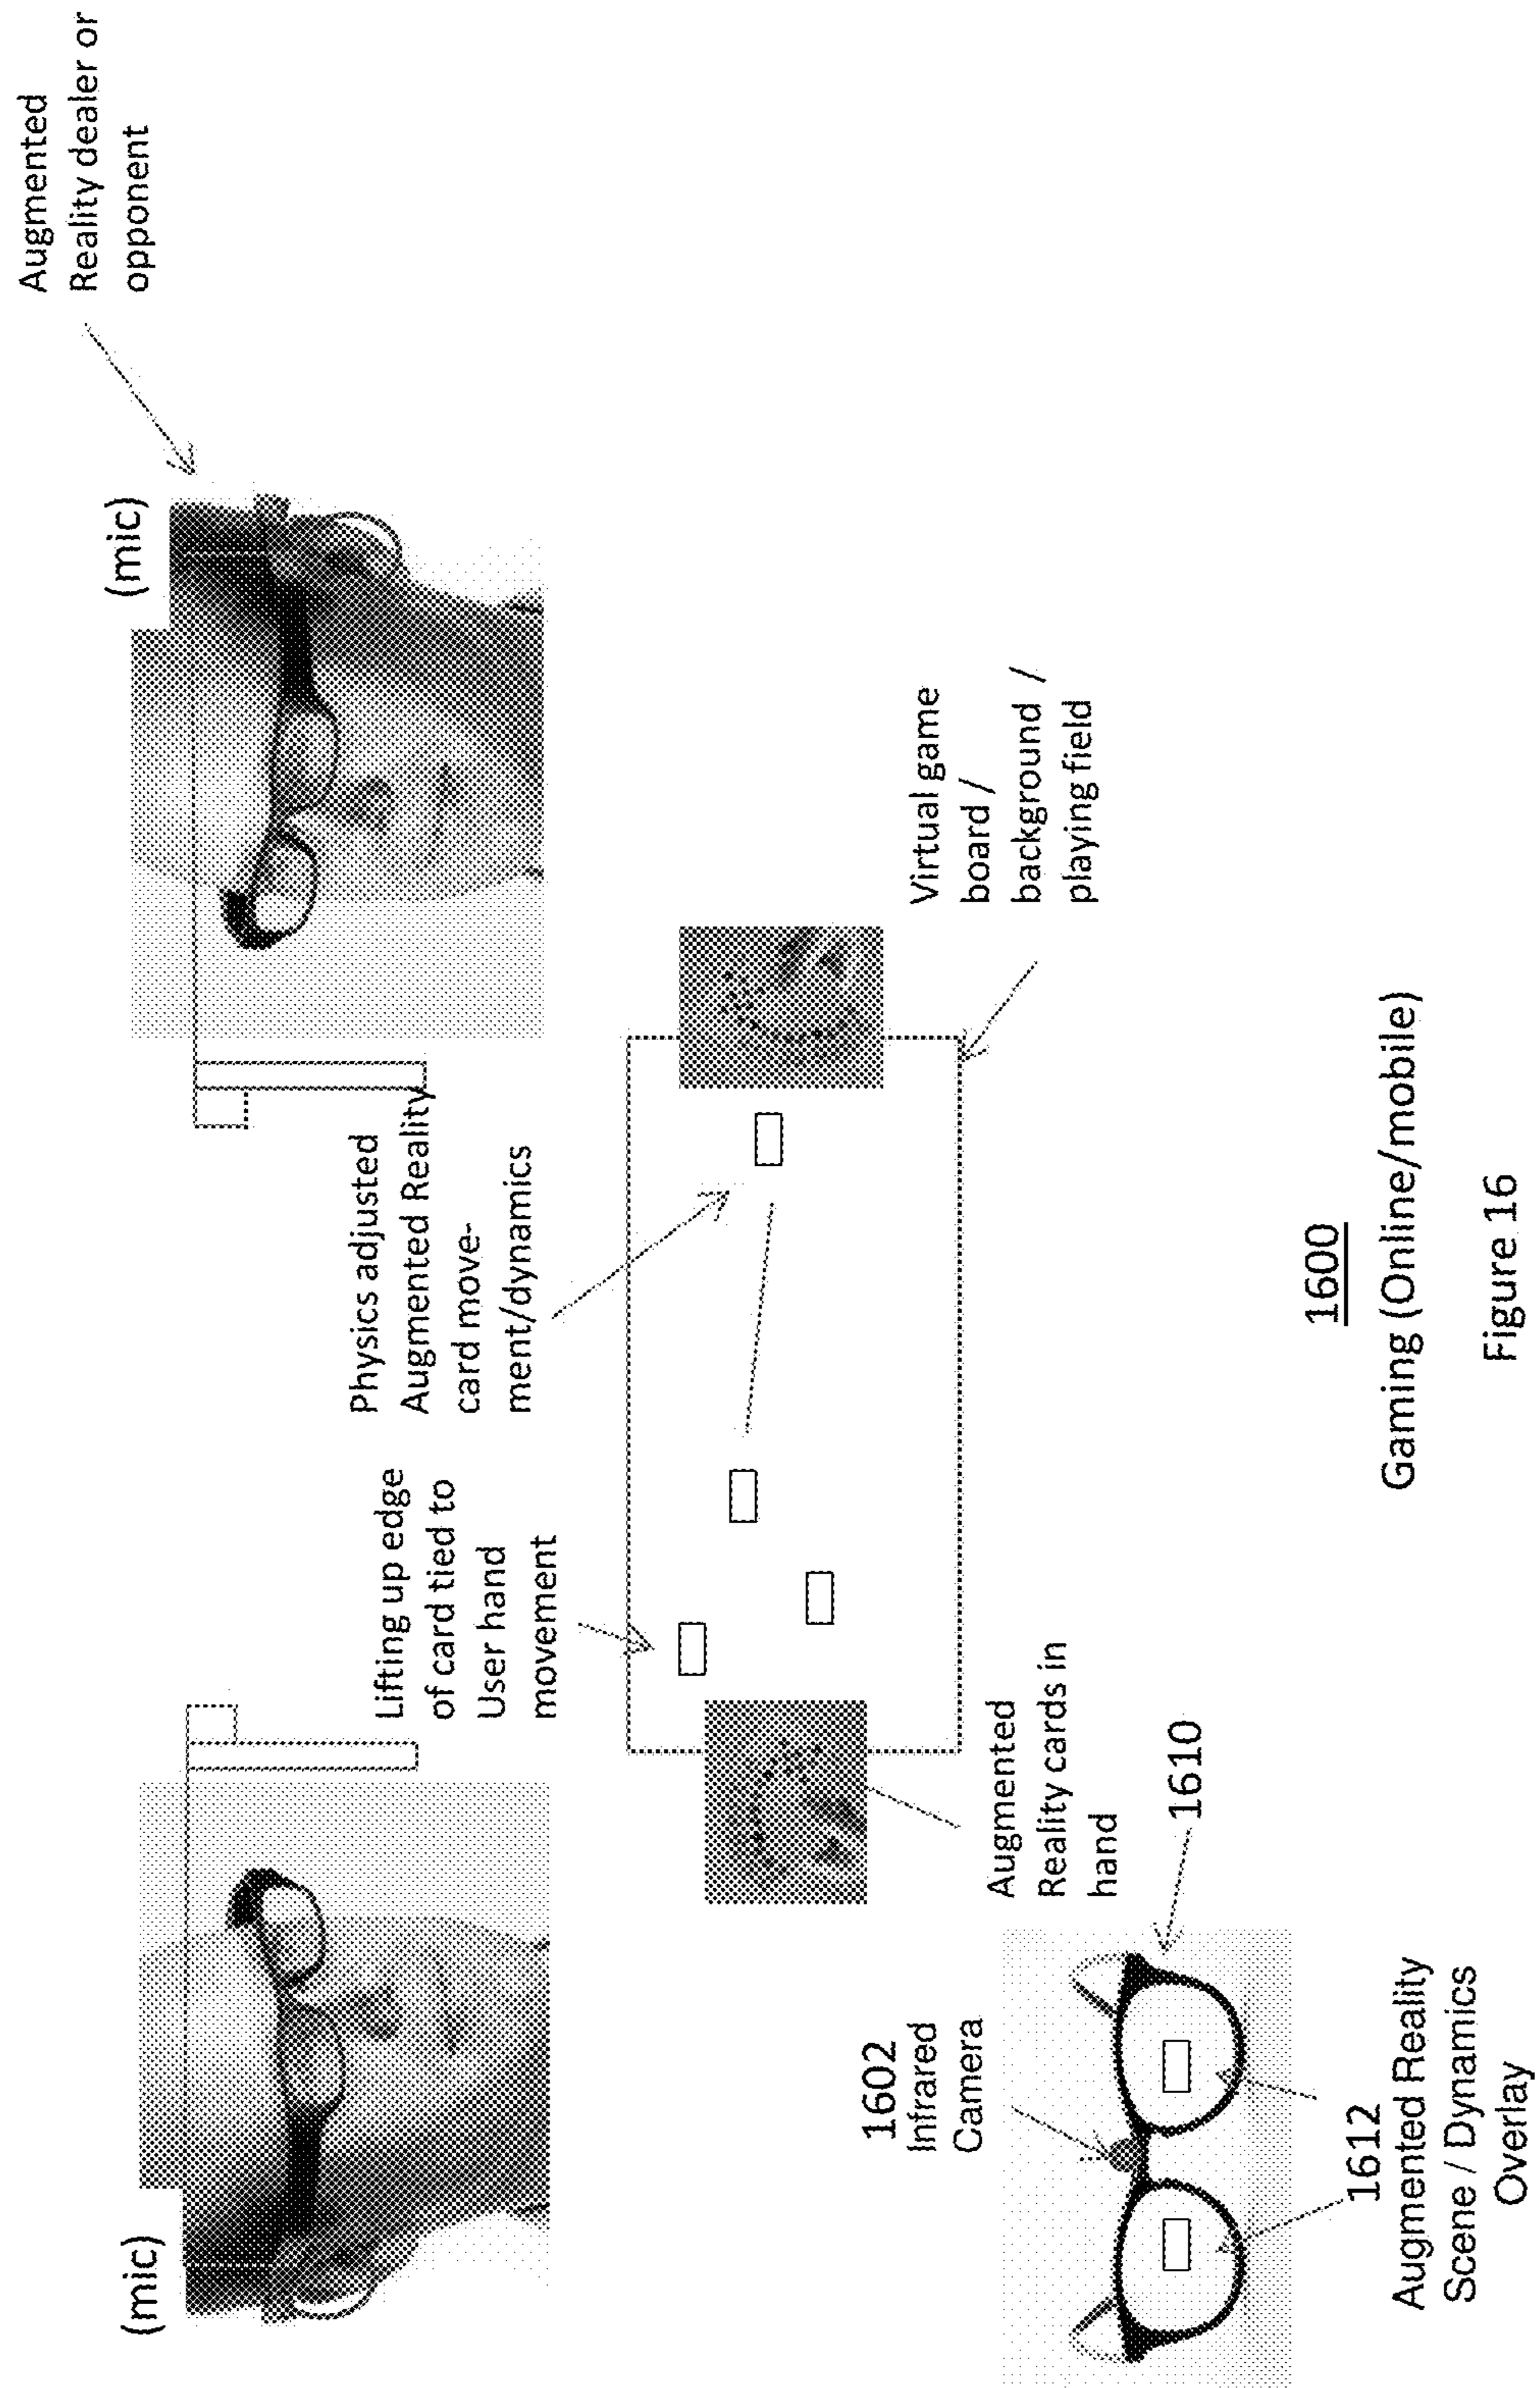 (mic)
(mic)
Augmented
Reality dealer or
opponent
Lifting up edge
of card tied to
User hand
movement
Physics adjusted
Augmented Reality
card move-
ment/dynamics
Virtual game
board /
background /
playing field
Augmented
Reality cards in
hand
1602
Infrared
Camera
1610
1612
Augmented Reality
Scene / Dynamics
Overlay
1600
Gaming (Online/mobile)
Figure 16